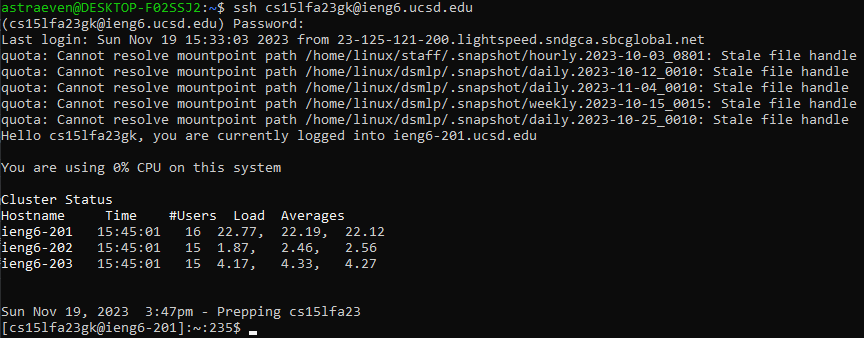 astraeven@DESKTOP-F02SSJ2:~$ ssh cs15lfa23gk@ieng6.ucsd.edu
(cs15lfa23gk@ieng6.ucsd.edu) Password:
Last login: Sun Nov 19 15:33:03 2023 from 23-125-121-200.lightspeed.sndgca.sbcglobal.net
quota: Cannot resolve mountpoint path /home/linux/staff/.snapshot/hourly.2023-10-03_0801: Stale file handle
quota: Cannot resolve mountpoint path /home/linux/dsmlp/.snapshot/daily.2023-10-12_0010: Stale file handle
quota: Cannot resolve mountpoint path /home/linux/dsmlp/.snapshot/daily.2023-11-04_0010: Stale file handle
quota: Cannot resolve mountpoint path /home/linux/dsmlp/.snapshot/weekly.2023-10-15_0015: Stale file handle
quota: Cannot resolve mountpoint path /home/linux/dsmlp/.snapshot/daily.2023-10-25_0010: Stale file handle
Hello cs15lfa23gk, you are currently logged into ieng6-201.ucsd.edu
You are using 0% CPU on this system
Cluster Status
Hostname     Time    #Users  Load  Averages
ieng6-201   15:45:01   16  22.77,  22.19,  22.12
ieng6-202   15:45:01   15  1.87,   2.46,   2.56
ieng6-203   15:45:01   15  4.17,   4.33,   4.27
Sun Nov 19, 2023  3:47pm - Prepping cs15lfa23
[cs15lfa23gk@ieng6-201]:~:235$